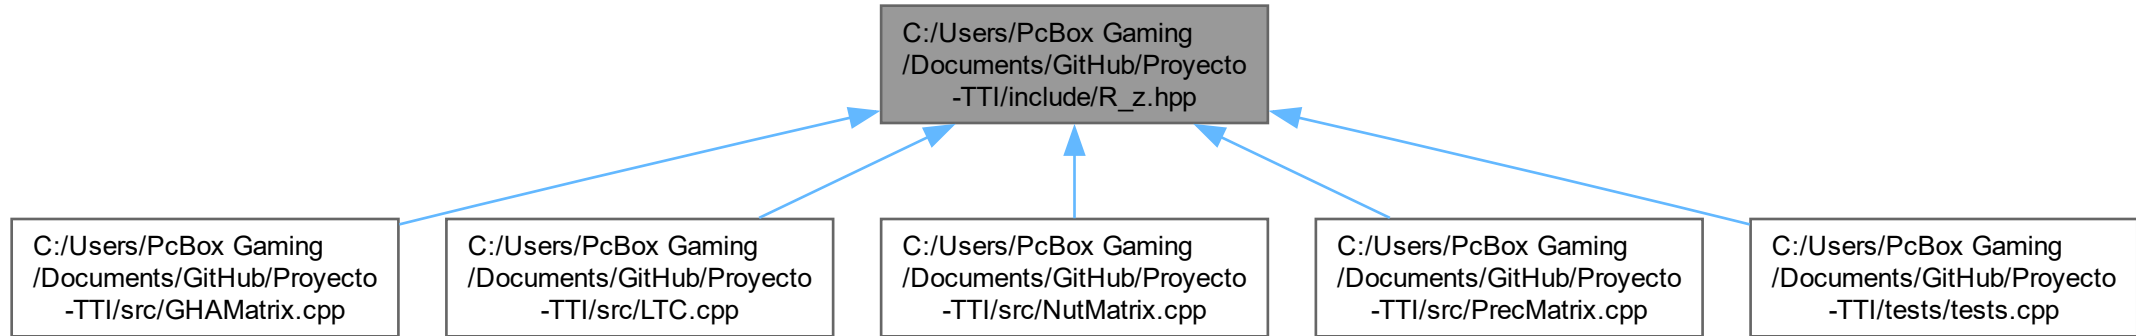 C:/Users/PcBox Gaming
/Documents/GitHub/Proyecto
-TTI/include/R_z.hpp
C:/Users/PcBox Gaming
/Documents/GitHub/Proyecto
-TTI/src/GHAMatrix.cpp
C:/Users/PcBox Gaming
/Documents/GitHub/Proyecto
-TTI/src/LTC.cpp
C:/Users/PcBox Gaming
/Documents/GitHub/Proyecto
-TTI/src/NutMatrix.cpp
C:/Users/PcBox Gaming
/Documents/GitHub/Proyecto
-TTI/src/PrecMatrix.cpp
C:/Users/PcBox Gaming
/Documents/GitHub/Proyecto
-TTI/tests/tests.cpp